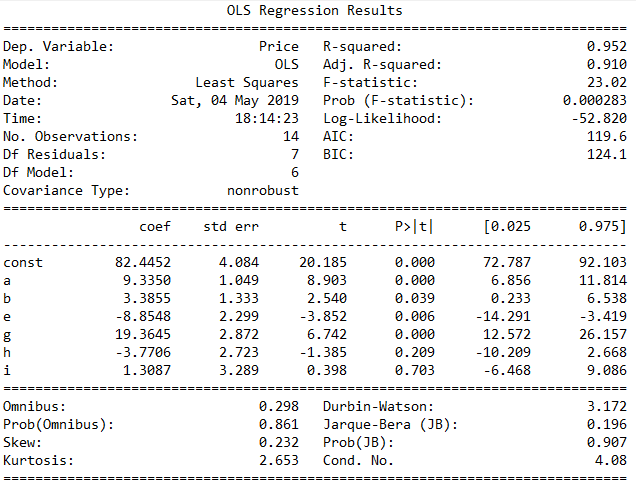 OLS Regression Results
Dep. Variable: Price R-squared: 0.952
Model: OLS Adj. R-squared: 0.910
Method: Least Squares F-statistic: 23.02
Date: Sat, 04 May 2019 Prob (F-statistic): 0.000283
Time: 18:14:23 Log-Likelihood: -52.820
No. Observations: 14 AIC: 119.6
Df Residuals: 7 BIC: 124.1
Df Model: 6
Covariance Type: nonrobust
coef std err t P>|t| [0.025 0.975]
const 82.4452 4.084 20.185 0.000 72.787 92.103
a 9.3350 1.049 8.903 0.000 6.856 11.814
b 3.3855 1.333 2.540 0.039 0.233 6.538
e -8.8548 2.299 -3.852 0.006 -14.291 -3.419
g 19.3645 2.872 6.742 0.000 12.572 26.157
h -3.7706 2.723 -1.385 0.209 -10.209 2.668
i 1.3087 3.289 0.398 0.703 -6.468 9.086
Omnibus: 0.298 Durbin-Watson: 3.172
Prob(Omnibus): 0.861 Jarque-Bera (JB): 0.196
Skew: 0.232 Prob(JB): 0.907
Kurtosis: 2.653 Cond. No. 4.08